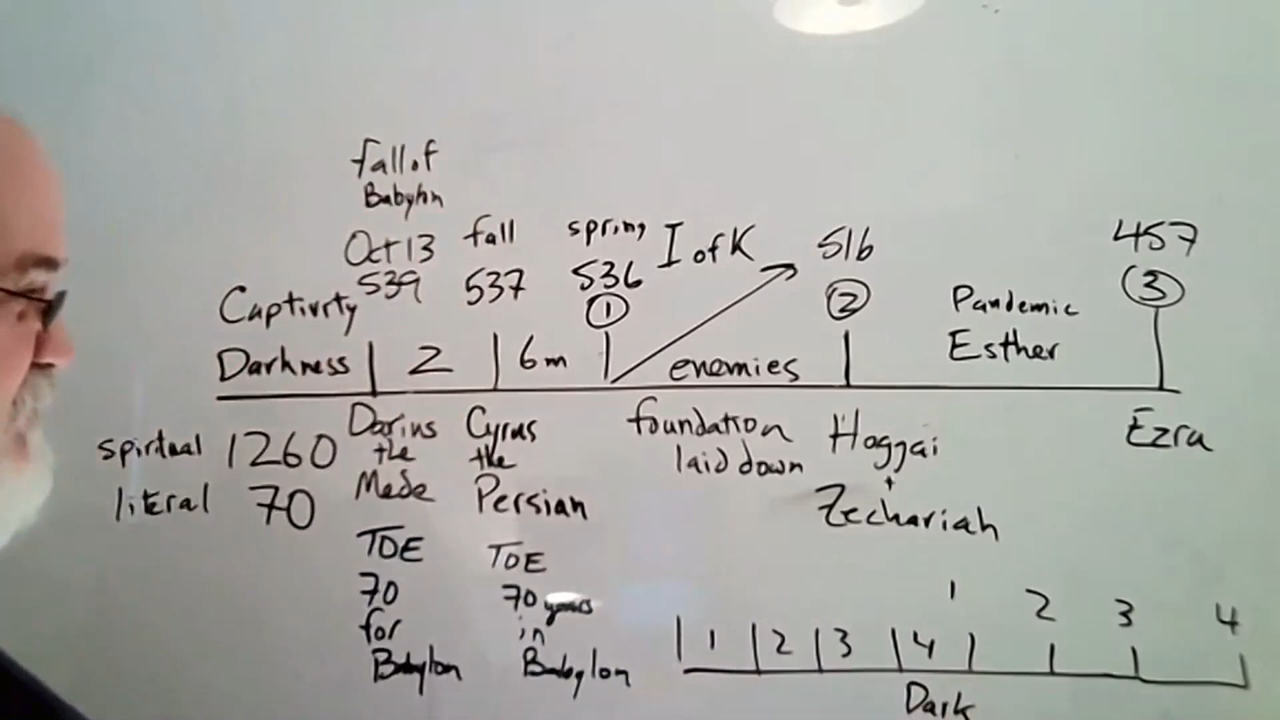 fall of
Babylon
Oct 13 fall spring I of K 516 457
539 537 536
Captivity ① ② Pandemic ③
Darkness 2 6m enemies Esther
spiritual 1260 Darius Cyrus foundation Haggai Ezra
the the laid down +
literal 70 Mede Persian Zechariah
TOE TOE
70 70 years 1 2 3 4
for in 1 2 3 4
Babylon Babylon
Dark